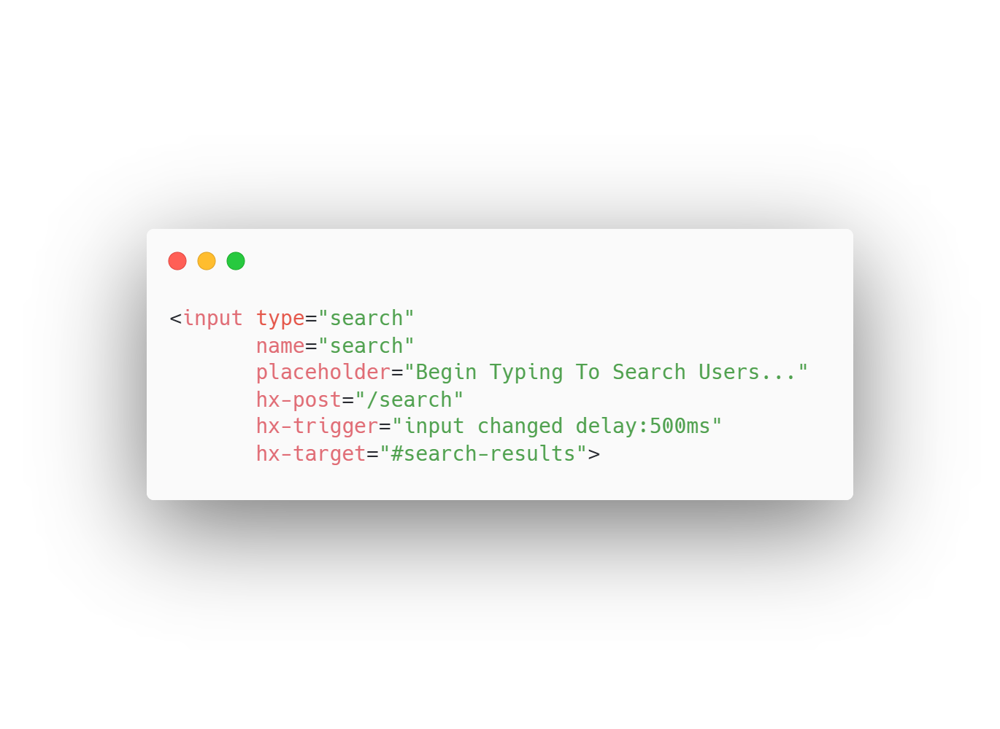 <input type="search"
       name="search"
       placeholder="Begin Typing To Search Users..."
       hx-post="/search"
       hx-trigger="input changed delay:500ms"
       hx-target="#search-results">